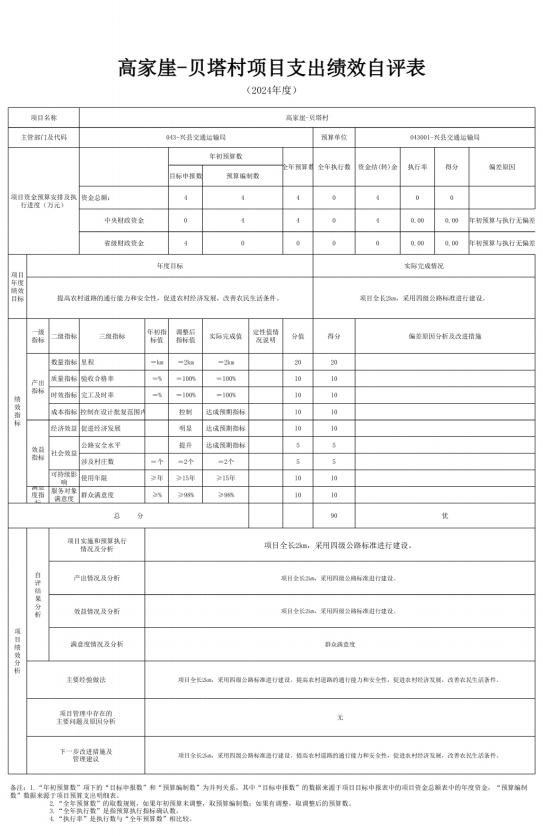 高家崖-贝塔村项目支出绩效自评表
（2024年度）
项目名称 高家崖-贝塔村
主管部门及代码 043-兴县交通运输局 预算单位 043001-兴县交通运输局
项目资金预算安排及执行进度（万元） 年初预算数 全年预算数 全年执行数 资金结(转)余 执行率 得分 偏差原因
目标申报数 预算编制数
资金总额： 4 4 4 0 4 0 0
中央财政资金 0 4 4 0 4 0.00 0.00 年初预算与执行无偏差
省级财政资金 4 0 0 0 0 0.00 0.00 年初预算与执行无偏差
项目年度绩效目标 年度目标 实际完成情况
提高农村道路的通行能力和安全性，促进农村经济发展，改善农民生活条件。 项目全长2km，采用四级公路标准进行建设。
绩效指标 一级指标 二级指标 三级指标 年初指标值 调整后指标值 实际完成值 定性值情况说明 分值 得分 偏差原因分析及改进措施
产出指标 数量指标 里程 ＝km ＝2km ＝2km 20 20
质量指标 验收合格率 ＝% ＝100% ＝100% 10 10
时效指标 完工及时率 ＝% ＝100% ＝100% 10 10
成本指标 控制在设计批复范围内 控制 达成预期指标 10 10
效益指标 经济效益 促进经济发展 明显 达成预期指标 10 10
社会效益 公路安全水平 提升 达成预期指标 5 5
涉及村庄数 ＝个 ＝2个 ＝2个 5 5
可持续影响 使用年限 ≥年 ≥15年 ≥15年 10 10
满意度指标 服务对象满意度 群众满意度 ≥% ≥98% ≥98% 10 10
总 分 90 优
项目绩效分析 自评结果分析 项目实施和预算执行情况及分析 项目全长2km，采用四级公路标准进行建设。
产出情况及分析 项目全长2km，采用四级公路标准进行建设。
效益情况及分析 项目全长2km，采用四级公路标准进行建设。
满意度情况及分析 群众满意度
主要经验做法 项目全长2km，采用四级公路标准进行建设。提高农村道路的通行能力和安全性，促进农村经济发展，改善农民生活条件。
项目管理中存在的主要问题及原因分析 无
下一步改进措施及管理建议 项目全长2km，采用四级公路标准进行建设。提高农村道路的通行能力和安全性，促进农村经济发展，改善农民生活条件。
备注：1.“年初预算数”项下的“目标申报数”和“预算编制数”为并列关系。其中“目标申报数”的数据来源于项目目标申报表中的项目资金总额表中的年度资金。“预算编制
数”数据来源于项目预算支出明细表。
2.“全年预算数”的取数规则，如果年初预算未调整，取预算编制数；如果有调整，取调整后的预算数。
3.“全年执行数”是指预算执行指标确认数。
4.“执行率”是执行数与“全年预算数”相比较。